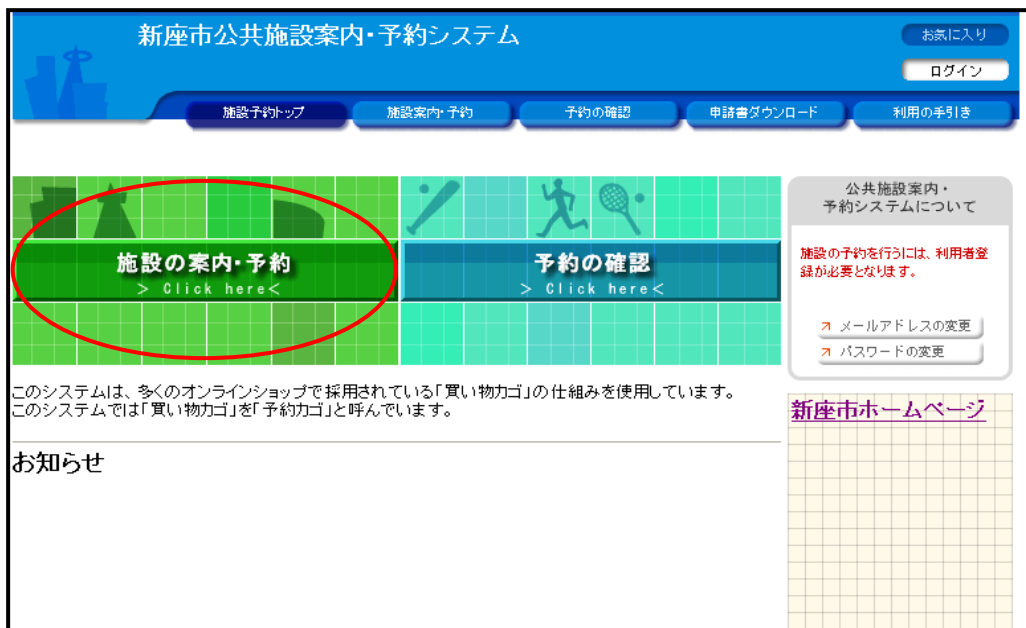 新座市公共施設案内・予約システム
お気に入り
ログイン
施設予約トップ
施設案内・予約
予約の確認
申請書ダウンロード
利用の手引き
施設の案内・予約
> Click here<
予約の確認
> Click here<
公共施設案内・
予約システムについて
施設の予約を行うには、利用者登
録が必要となります。
メールアドレスの変更
パスワードの変更
このシステムは、多くのオンラインショップで採用されている「買い物カゴ」の仕組みを使用しています。
このシステムでは「買い物カゴ」を「予約カゴ」と呼んでいます。
新座市ホームページ
お知らせ